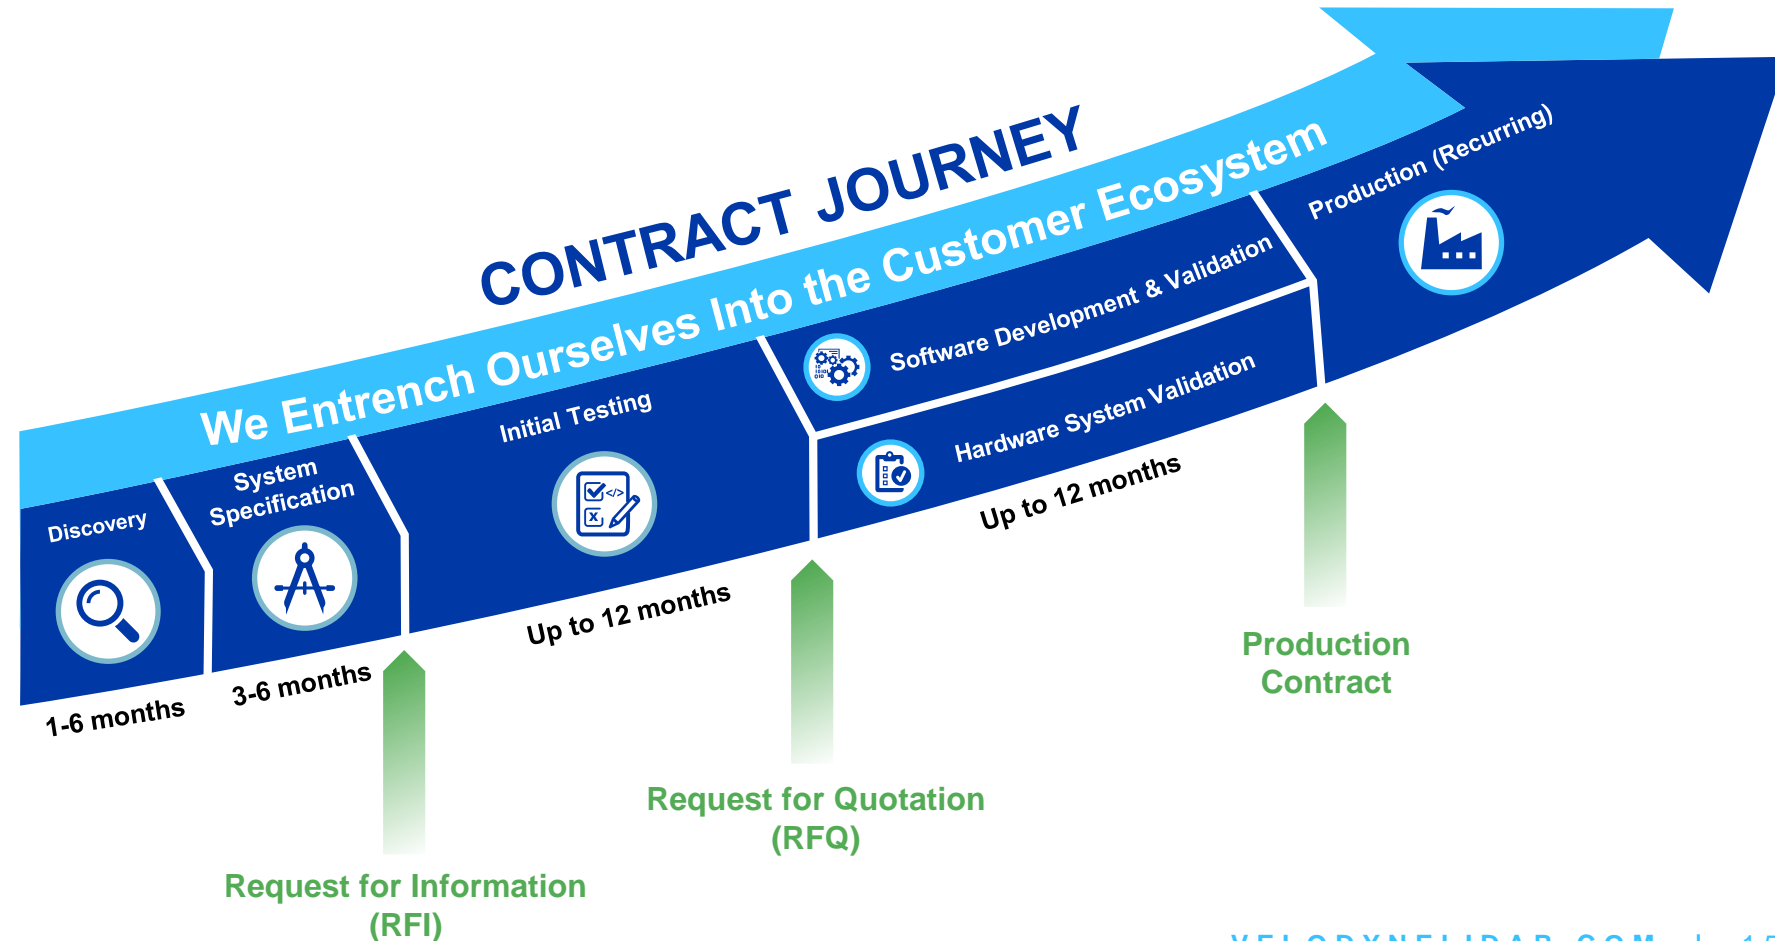 CONTRACT JOURNEY
We Entrench Ourselves Into the Customer Ecosystem
Discovery
System
Specification
Initial Testing
Software Development & Validation
Hardware System Validation
Production (Recurring)
1-6 months
3-6 months
Up to 12 months
Up to 12 months
Request for Information
(RFI)
Request for Quotation
(RFQ)
Production
Contract